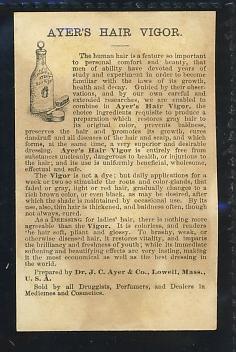 AYER'S HAIR VIGOR.
The human hair is a feature so important
to personal comfort and beauty, that
men of ability have devoted years of
study and experiment in order to become
familiar with the laws of its growth,
health and decay. Guided by their obser-
vations, and by our own careful and
extended researches, we are enabled to
combine in Ayer's Hair Vigor, the
choice ingredients requisite to produce a
preparation which restores gray hair to
its original color, prevents baldness,
preserves the hair and promotes its growth, cures
dandruff and all diseases of the hair and scalp, and which
forms, at the same time, a very superior and desirable
dressing. Ayer's Hair Vigor is entirely free from
substances uncleanly, dangerous to health, or injurious to
the hair; and its use is uniformly beneficial, wholesome,
effectual and safe.
The Vigor is not a dye; but daily applications for a
week or two so stimulate the roots and color-glands, that
faded or gray, light or red hair, gradually changes to a
rich brown color, or even black, as may be desired, after
which the shade is maintained by occasional use. By its
use, also, thin hair is thickened, and baldness often, though
not always, cured.
As a DRESSING for ladies' hair, there is nothing more
agreeable than the Vigor. It is colorless, and renders
the hair soft, pliant and glossy. To brashy, weak, or
otherwise diseased hair, it restores vitality, and imparts
the brilliancy and freshness of youth; while its immediate
softening and beautifying effects are very lasting, making
it the most economical as well as the best dressing in
the world.
Prepared by Dr. J. C. Ayer & Co., Lowell, Mass.,
U. S. A.
Sold by all Druggists, Perfumers, and Dealers in
Medicines and Cosmetics.